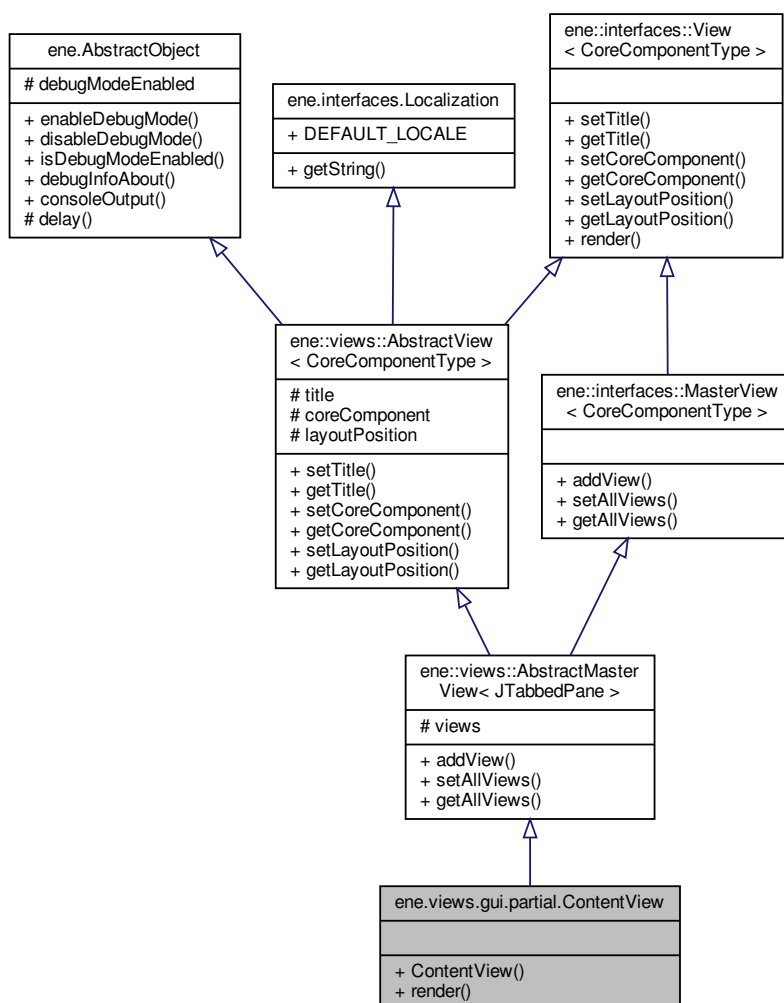 ene.AbstractObject
# debugModeEnabled
+ enableDebugMode()
+ disableDebugMode()
+ isDebugModeEnabled()
+ debugInfoAbout()
+ consoleOutput()
# delay()
ene.interfaces.Localization
+ DEFAULT_LOCALE
+ getString()
ene::interfaces::View
< CoreComponentType >
+ setTitle()
+ getTitle()
+ setCoreComponent()
+ getCoreComponent()
+ setLayoutPosition()
+ getLayoutPosition()
+ render()
ene::views::AbstractView
< CoreComponentType >
# title
# coreComponent
# layoutPosition
+ setTitle()
+ getTitle()
+ setCoreComponent()
+ getCoreComponent()
+ setLayoutPosition()
+ getLayoutPosition()
ene::interfaces::MasterView
< CoreComponentType >
+ addView()
+ setAllViews()
+ getAllViews()
ene::views::AbstractMaster
View< JTabbedPane >
# views
+ addView()
+ setAllViews()
+ getAllViews()
ene.views.gui.partial.ContentView
+ ContentView()
+ render()